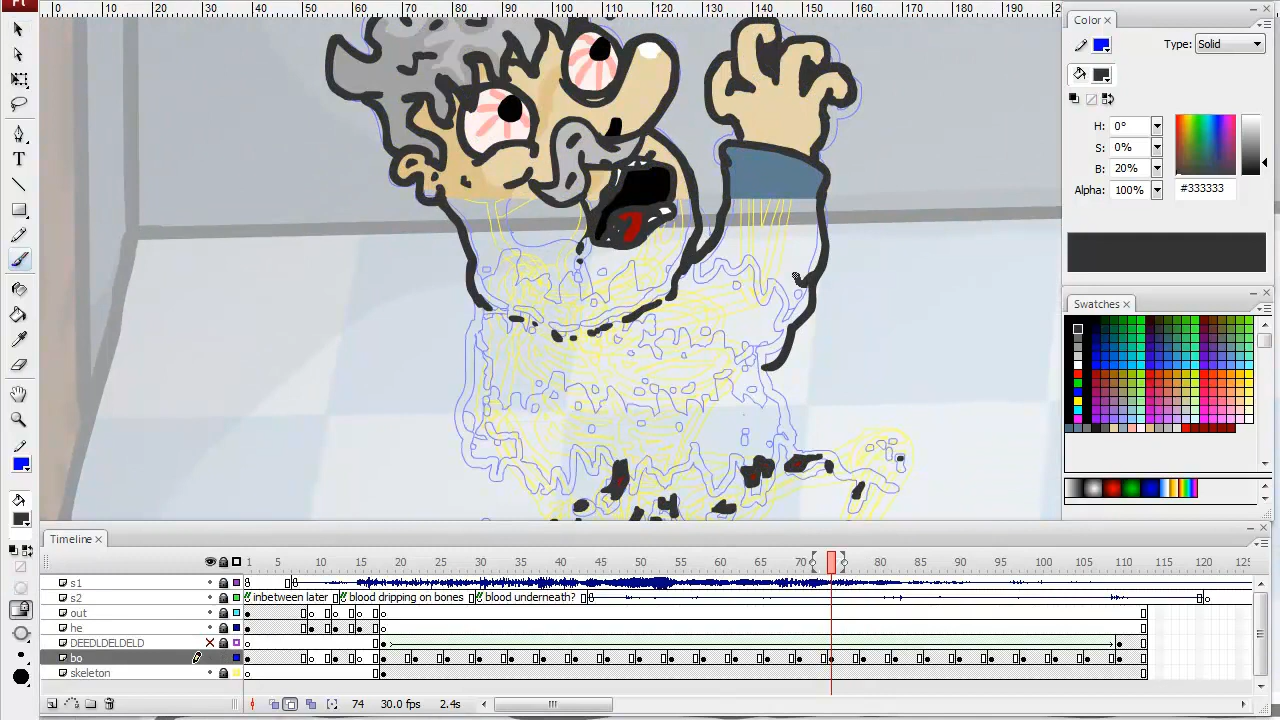 Fl
0 10 20 30 40 50 60 70 80 90 100 110 120 130 140 150 160 170 180 190 2
Color ×
Type: Solid
H: 0°
S: 0%
B: 20%
Alpha: 100% #333333
Swatches ×
T
Timeline ×
1 5 10 15 20 25 30 35 40 45 50 55 60 65 70 80 85 90 95 100 105 110 115 120 125
s1
s2 inbetween later blood dripping on bones blood underneath?
out
he
DEEDLDELDELD
bo
skeleton
74 30.0 fps 2.4s